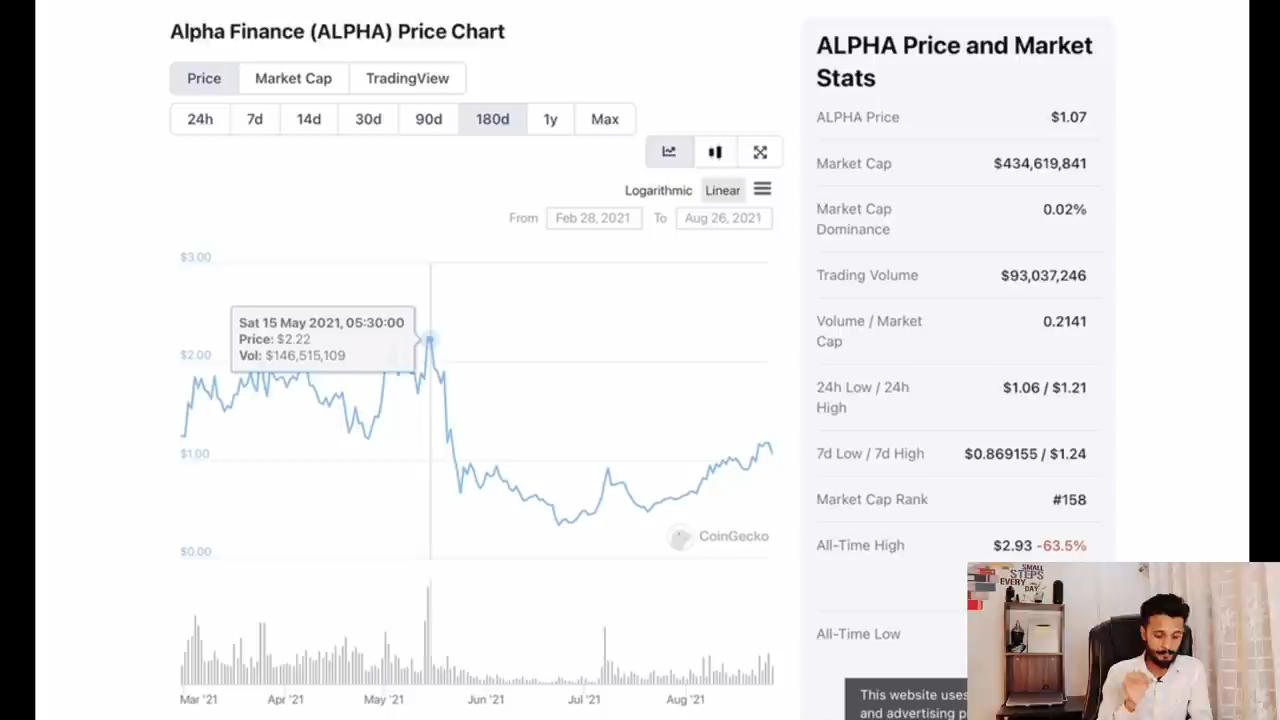 Alpha Finance (ALPHA) Price Chart
Price Market Cap TradingView
24h 7d 14d 30d 90d 180d 1y Max
Logarithmic Linear
From Feb 28, 2021 To Aug 26, 2021
$3.00
Sat 15 May 2021, 05:30:00
Price: $2.22
Vol: $146,515,109
$2.00
$1.00
CoinGecko
$0.00
Mar '21 Apr '21 May '21 Jun '21 Jul '21 Aug '21
ALPHA Price and Market
Stats
ALPHA Price $1.07
Market Cap $434,619,841
Market Cap
Dominance
0.02%
Trading Volume $93,037,246
Volume / Market
Cap
0.2141
24h Low / 24h
High
$1.06 / $1.21
7d Low / 7d High $0.869155 / $1.24
Market Cap Rank #158
All-Time High $2.93 -63.5%
All-Time Low
This website uses
and advertising p
SMALL
STEPS
EVERY
DAY